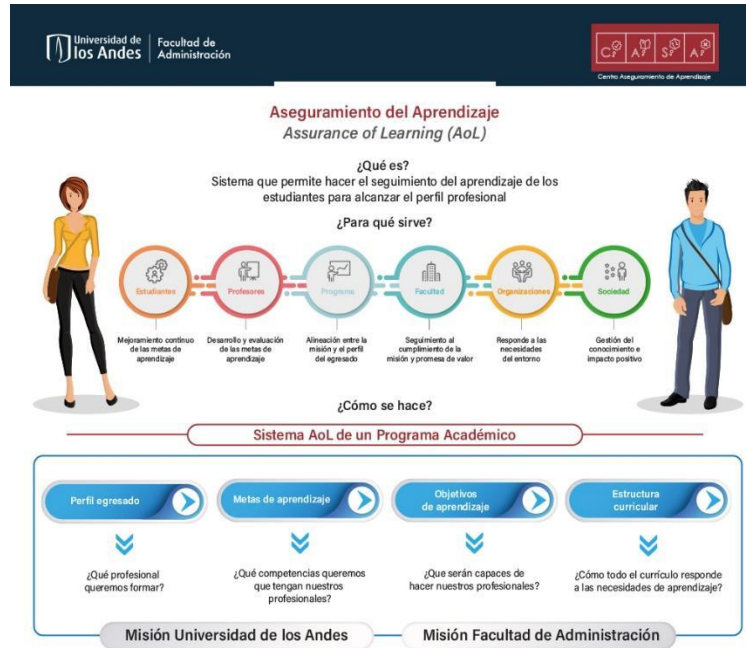 Universidad de los Andes
Facultad de Administración
C A S A
Centro Aseguramiento de Aprendizaje
Aseguramiento del Aprendizaje
Assurance of Learning (AoL)
¿Qué es?
Sistema que permite hacer el seguimiento del aprendizaje de los
estudiantes para alcanzar el perfil profesional
¿Para qué sirve?
Estudiantes
Profesores
Programa
Facultad
Organizaciones
Sociedad
Mejoramiento continuo
de las metas de
aprendizaje
Desarrollo y evaluación
de las metas de
aprendizaje
Alineación entre la
misión y el perfil
del egresado
Seguimiento al
cumplimiento de la
misión y promesa de valor
Responde a las
necesidades
del entorno
Gestión del
conocimiento e
impacto positivo
¿Cómo se hace?
Sistema AoL de un Programa Académico
Perfil egresado
Metas de aprendizaje
Objetivos
de aprendizaje
Estructura
curricular
¿Qué profesional
queremos formar?
¿Qué competencias queremos
que tengan nuestros
profesionales?
¿Que serán capaces de
hacer nuestros profesionales?
¿Cómo todo el currículo responde
a las necesidades de aprendizaje?
Misión Universidad de los Andes
Misión Facultad de Administración